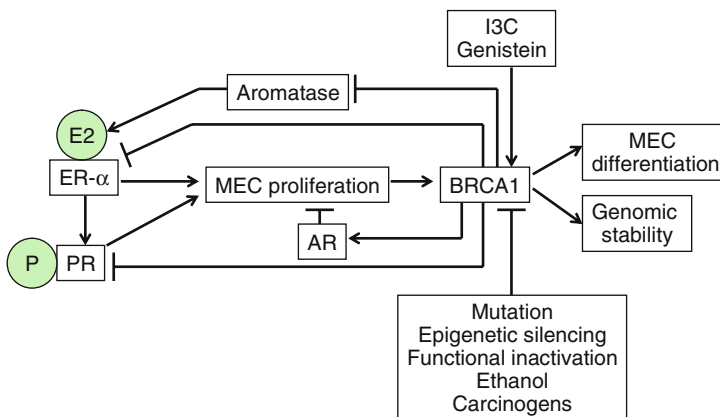 I3C
Genistein
Aromatase
E2
ER-α
MEC proliferation
BRCA1
MEC
differentiation
Genomic
stability
AR
P
PR
Mutation
Epigenetic silencing
Functional inactivation
Ethanol
Carcinogens